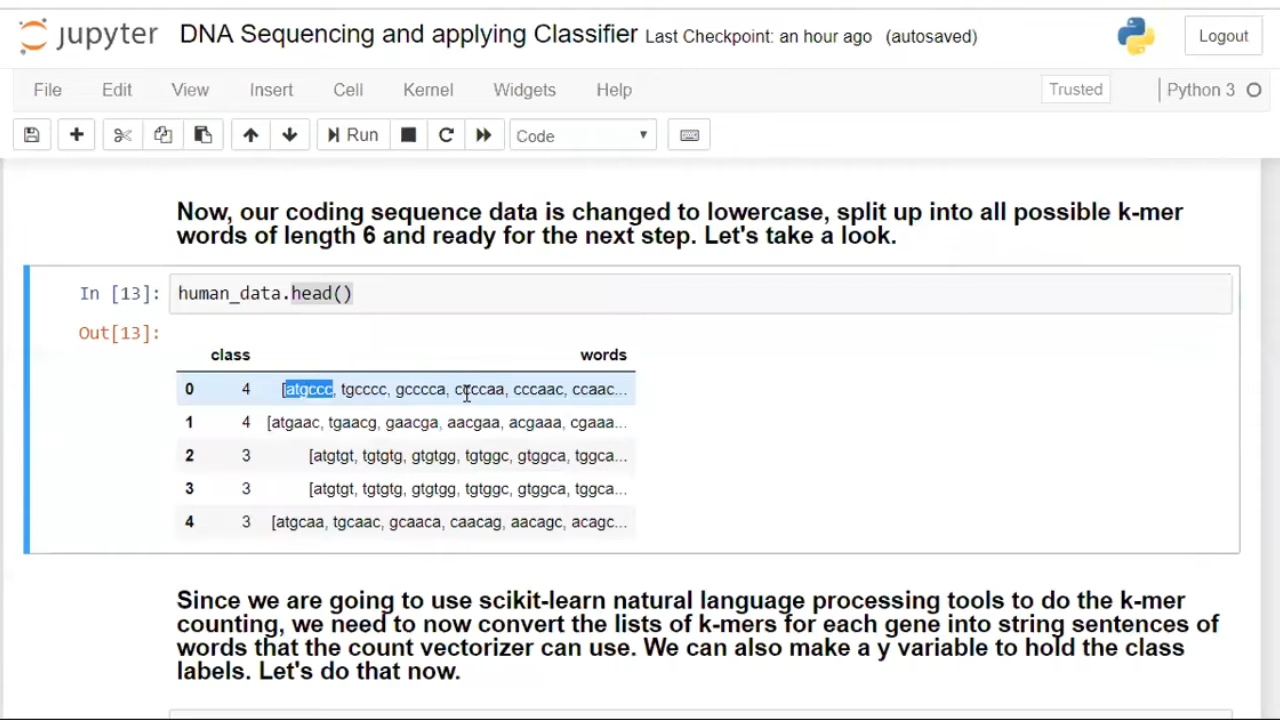 jupyter DNA Sequencing and applying Classifier Last Checkpoint: an hour ago (autosaved) Logout
File Edit View Insert Cell Kernel Widgets Help Trusted Python 3
Run Code
Now, our coding sequence data is changed to lowercase, split up into all possible k-mer
words of length 6 and ready for the next step. Let's take a look.
In [13]: human_data.head()
Out[13]:
class words
0 4 [atgccc, tgcccc, gcccca, ccccaa, cccaac, ccaac...
1 4 [atgaac, tgaacg, gaacga, aacgaa, acgaaa, cgaaa...
2 3 [atgtgt, tgtgtg, gtgtgg, tgtggc, gtggca, tggca...
3 3 [atgtgt, tgtgtg, gtgtgg, tgtggc, gtggca, tggca...
4 3 [atgcaa, tgcaac, gcaaca, caacag, aacagc, acagc...
Since we are going to use scikit-learn natural language processing tools to do the k-mer
counting, we need to now convert the lists of k-mers for each gene into string sentences of
words that the count vectorizer can use. We can also make a y variable to hold the class
labels. Let's do that now.